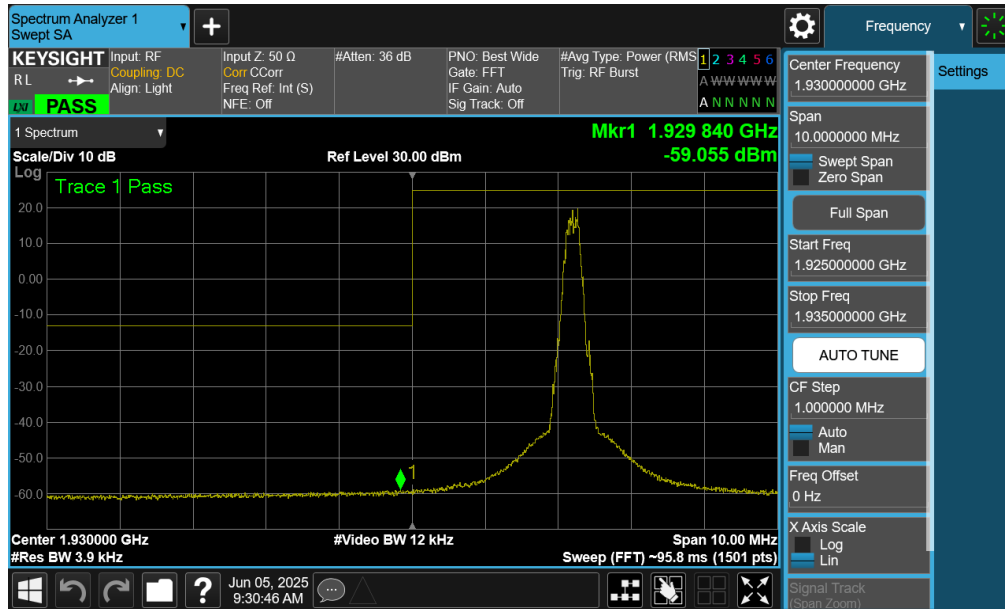 Spectrum Analyzer 1
Swept SA
+
Frequency
KEYSIGHT
RL
LXI
PASS
Input: RF
Coupling: DC
Align: Light
Input Z: 50 Ω
Corr CCorr
Freq Ref: Int (S)
NFE: Off
#Atten: 36 dB
PNO: Best Wide
Gate: FFT
IF Gain: Auto
Sig Track: Off
#Avg Type: Power (RMS
Trig: RF Burst
1 2 3 4 5 6
A W W W W W
A N N N N N
1 Spectrum
Mkr1 1.929 840 GHz
Scale/Div 10 dB
Ref Level 30.00 dBm
-59.055 dBm
Log
Trace 1 Pass
20.0
10.0
0.00
-10.0
-20.0
-30.0
-40.0
-50.0
-60.0
1
Center 1.930000 GHz
#Video BW 12 kHz
Span 10.00 MHz
#Res BW 3.9 kHz
Sweep (FFT) ~95.8 ms (1501 pts)
Settings
Center Frequency
1.930000000 GHz
Span
10.0000000 MHz
Swept Span
Zero Span
Full Span
Start Freq
1.925000000 GHz
Stop Freq
1.935000000 GHz
AUTO TUNE
CF Step
1.000000 MHz
Auto
Man
Freq Offset
0 Hz
X Axis Scale
Log
Lin
Signal Track
(Span Zoom)
?
Jun 05, 2025
9:30:46 AM